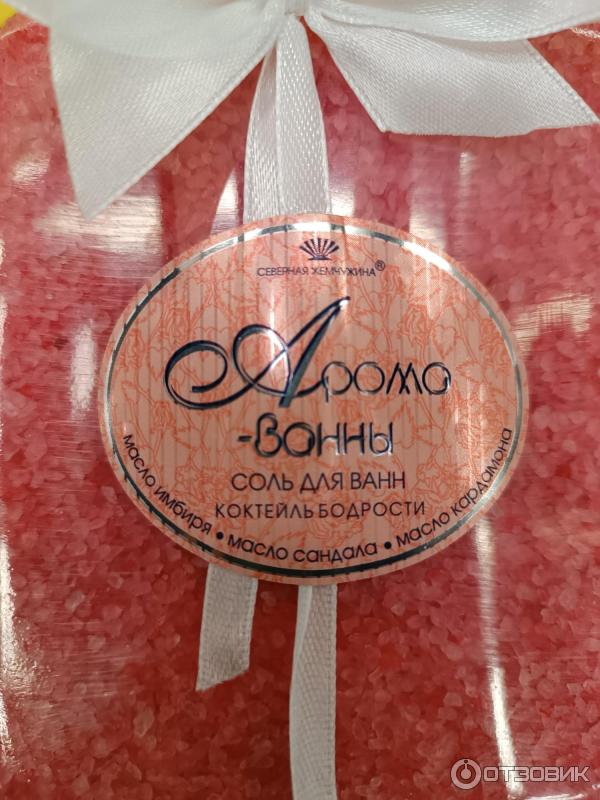 СЕВЕРНАЯ ЖЕМЧУЖИНА®
Арома
-ванны
СОЛЬ ДЛЯ ВАНН
КОКТЕЙЛЬ БОДРОСТИ
масло имбиря • масло сандала • масло кардамона
ОТЗОВИК